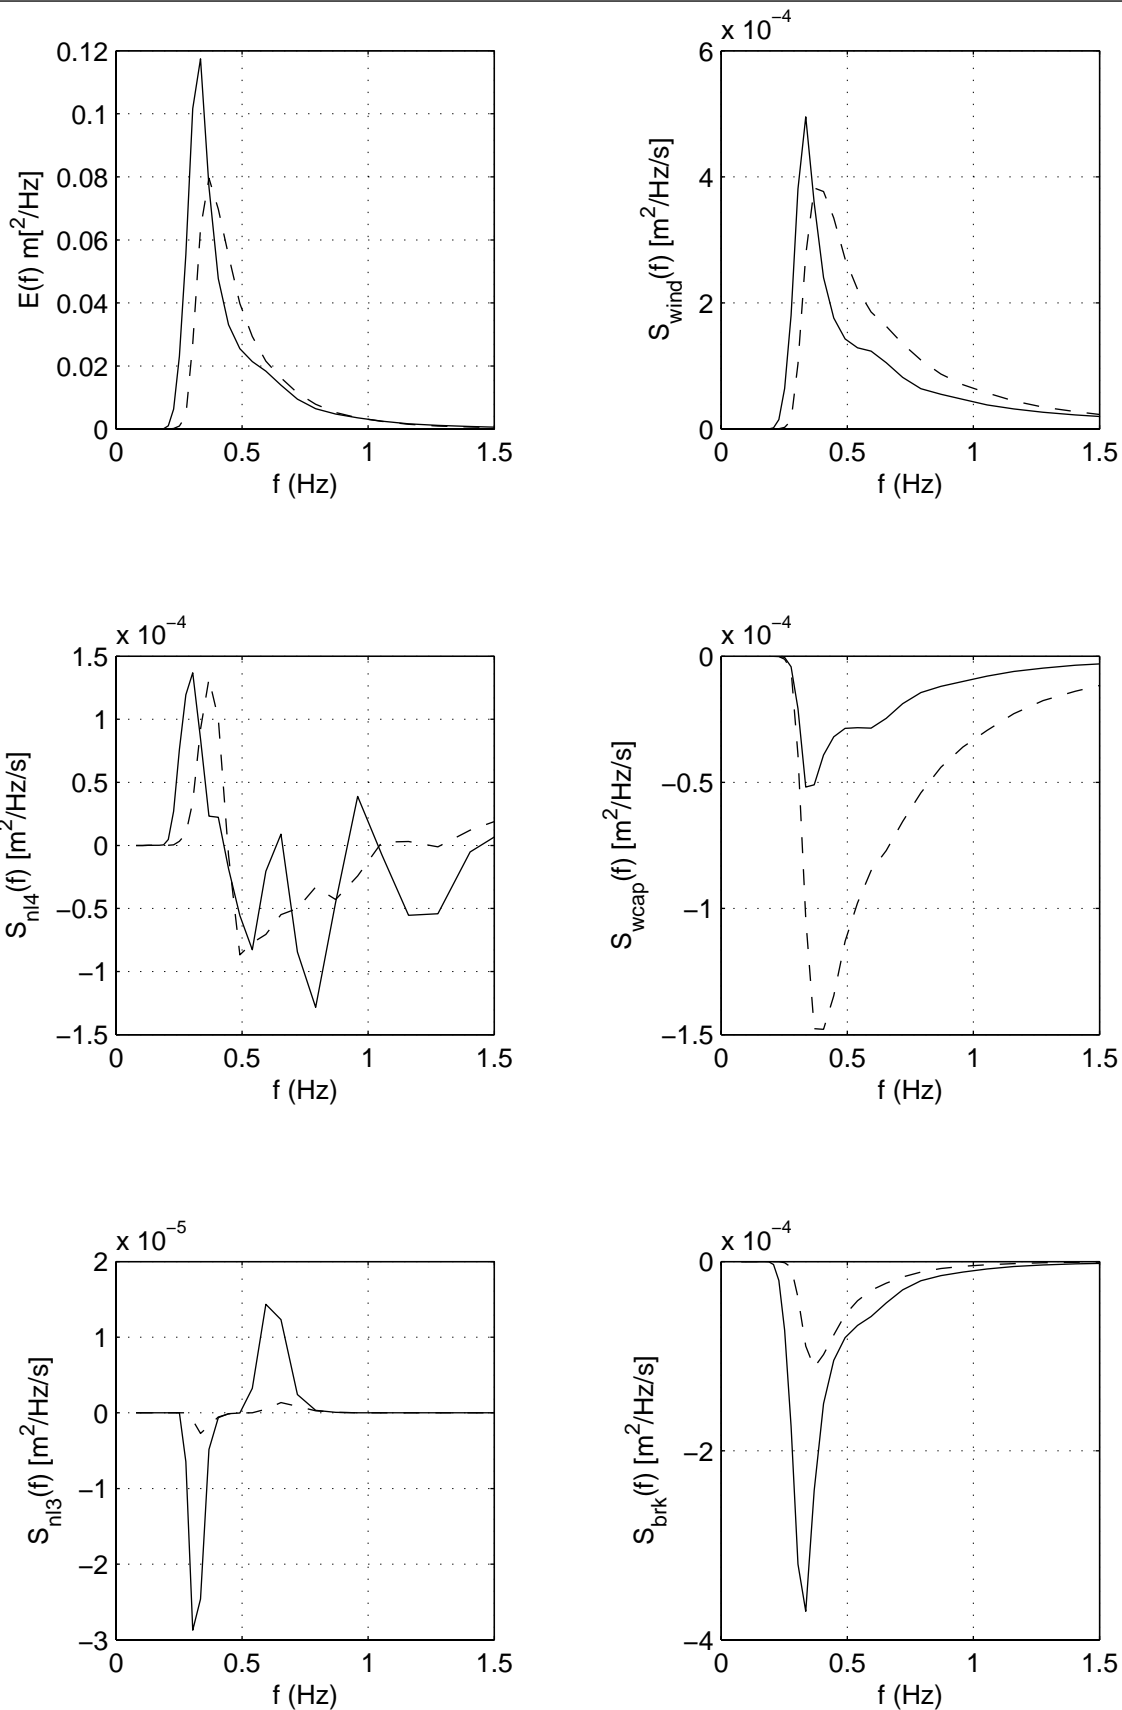 x 10⁻⁴
0.12
0.1
0.08
0.06
0.04
0.02
0
E(f) m[²/Hz]
0 0.5 1 1.5
f (Hz)
6
4
2
0
S_wind(f) [m²/Hz/s]
0 0.5 1 1.5
f (Hz)
x 10⁻⁴
1.5
1
0.5
0
−0.5
−1
−1.5
S_nl4(f) [m²/Hz/s]
0 0.5 1 1.5
f (Hz)
x 10⁻⁴
0
−0.5
−1
−1.5
S_wcap(f) [m²/Hz/s]
0 0.5 1 1.5
f (Hz)
x 10⁻⁵
2
1
0
−1
−2
−3
S_nl3(f) [m²/Hz/s]
0 0.5 1 1.5
f (Hz)
x 10⁻⁴
0
−2
−4
S_brk(f) [m²/Hz/s]
0 0.5 1 1.5
f (Hz)